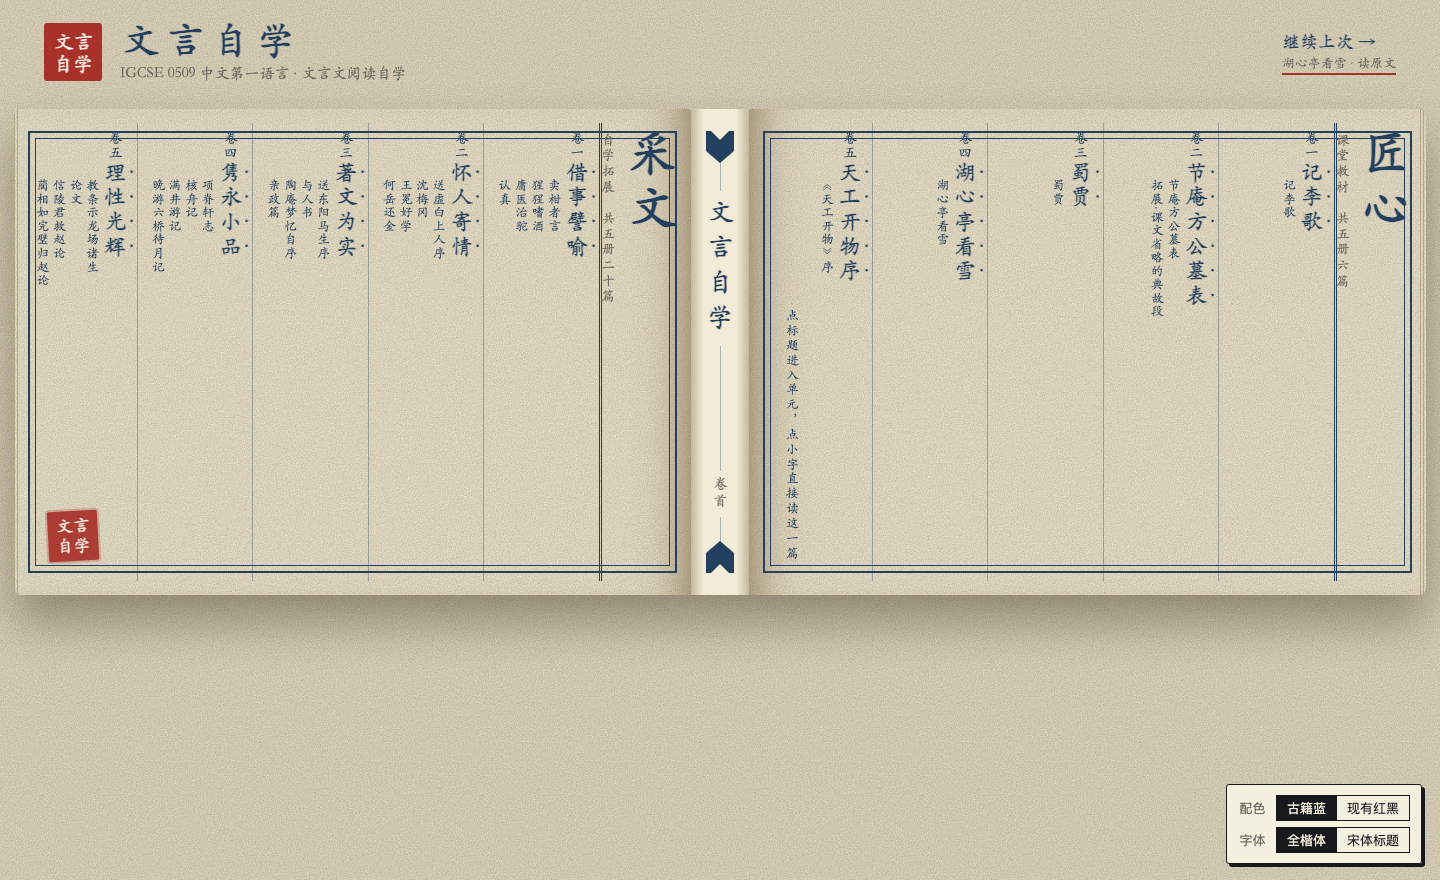 文言
自学
文言自学
IGCSE 0509 中文第一语言 · 文言文阅读自学
继续上次 →
湖心亭看雪 · 读原文
匠心
课堂教材 共五册六篇
卷一
记李歌
记李歌
卷二
节庵方公墓表
节庵方公墓表
拓展·课文省略的典故段
卷三
蜀贾
蜀贾
卷四
湖心亭看雪
湖心亭看雪
卷五
天工开物序
《天工开物》序
点标题进入单元，点小字直接读这一篇
文言自学
卷首
采文
自学拓展 共五册二十篇
卷一
借事譬喻
卖柑者言
猩猩嗜酒
庸医治驼
认真
卷二
怀人寄情
送虚白上人序
沈梅冈
王冕好学
何岳还金
卷三
著文为实
送东阳马生序
与人书
陶庵梦忆自序
亲政篇
卷四
隽永小品
项脊轩志
核舟记
满井游记
晚游六桥待月记
卷五
理性光辉
教条示龙场诸生
论文
信陵君救赵论
蔺相如完璧归赵论
文言
自学
配色 古籍蓝 现有红黑
字体 全楷体 宋体标题